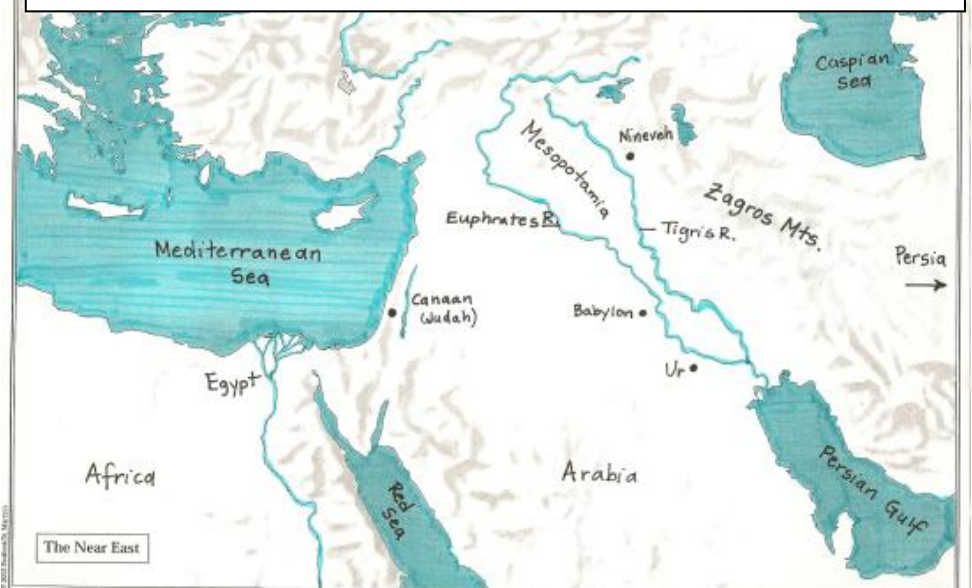 Caspian
Sea
Nineveh
Mesopotamia
Zagros Mts.
Euphrates R.
Tigris R.
Mediterranean
Sea
Persia
Canaan
(Judah)
Babylon
Ur
Egypt
Africa
Arabia
Red
Sea
Persian Gulf
The Near East